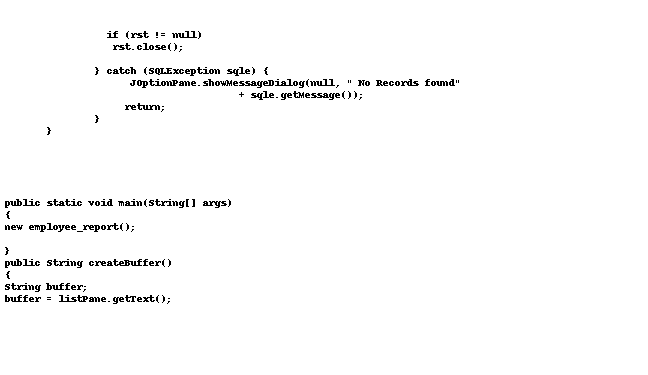 if (rst != null)
rst.close();
} catch (SQLException sqle) {
JOptionPane.showMessageDialog(null, " No Records found"
+ sqle.getMessage());
return;
}
}
public static void main(String[] args)
{
new employee_report();
}
public String createBuffer()
{
String buffer;
buffer = listPane.getText();